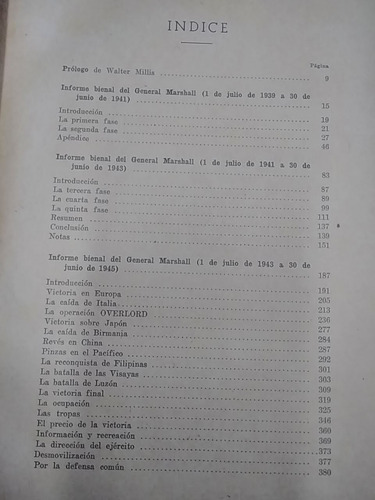 INDICE
Página
Prólogo de Walter Millis ........ 9
Informe bienal del General Marshall (1 de julio de 1939 a 30 de
junio de 1941) ........ 15
Introducción ........ 19
La primera fase ........ 21
La segunda fase ........ 27
Apéndice ........ 46
Informe bienal del General Marshall (1 de julio de 1941 a 30 de
junio de 1943) ........ 83
Introducción ........ 87
La tercera fase ........ 89
La cuarta fase ........ 99
La quinta fase ........ 111
Resumen ........ 137
Conclusión ........ 139
Notas ........ 151
Informe bienal del General Marshall (1 de julio de 1943 a 30 de
junio de 1945) ........ 187
Introducción ........ 191
Victoria en Europa ........ 205
La caída de Italia ........ 213
La operación OVERLORD ........ 236
Victoria sobre Japón ........ 277
La caída de Birmania ........ 284
Revés en China ........ 287
Pinzas en el Pacífico ........ 292
La reconquista de Filipinas ........ 301
La batalla de las Visayas ........ 303
La batalla de Luzón ........ 309
La victoria final ........ 319
La ocupación ........ 325
Las tropas ........ 346
El precio de la victoria ........ 360
Información y recreación ........ 369
La dirección del ejército ........ 373
Desmovilización ........ 377
Por la defensa común ........ 380